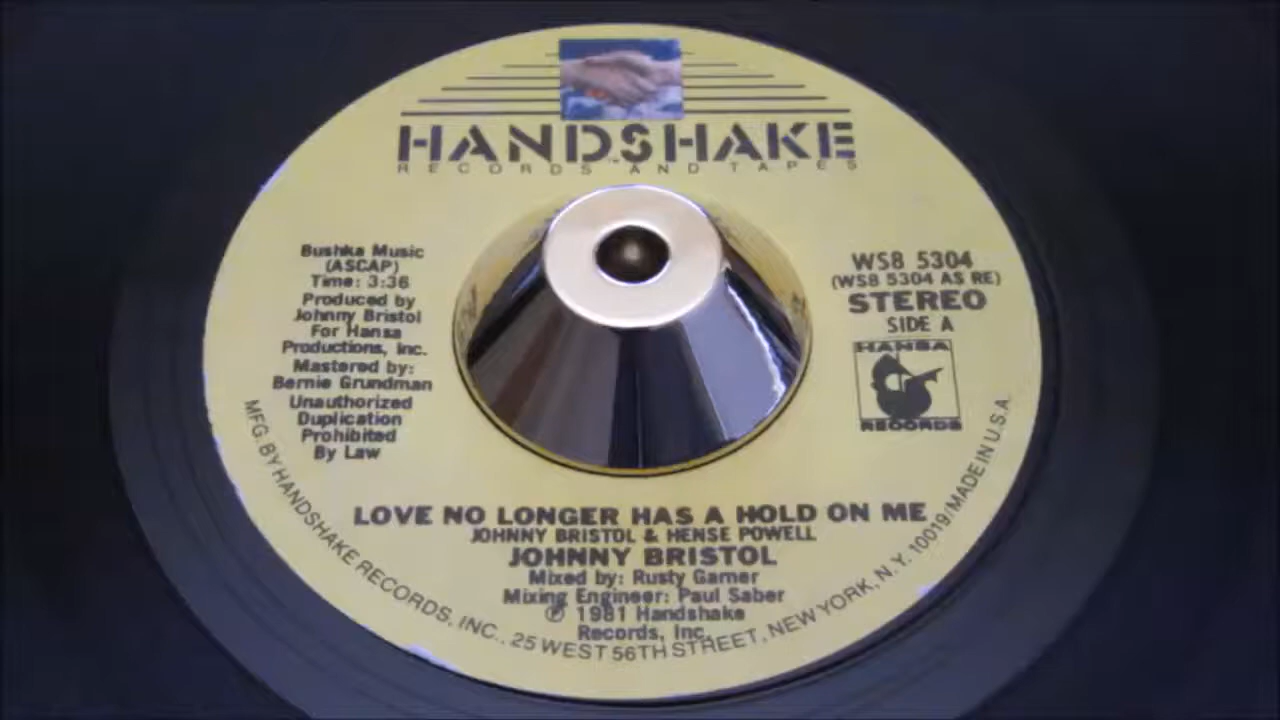 HANDSHAKE
RECORDS AND TAPES
Bushka Music
(ASCAP)
Time: 3:36
Produced by
Johnny Bristol
For Hansa
Productions, Inc.
Mastered by:
Bernie Grundman
Unauthorized
Duplication
Prohibited
By Law
WS8 5304
(WS8 5304 AS RE)
STEREO
SIDE A
HANSA
RECORDS
LOVE NO LONGER HAS A HOLD ON ME
JOHNNY BRISTOL & HENSE POWELL
JOHNNY BRISTOL
Mixed by: Rusty Garner
Mixing Engineer: Paul Saber
℗ 1981 Handshake
Records, Inc.
MFG. BY HANDSHAKE RECORDS, INC., 25 WEST 56TH STREET, NEW YORK, N.Y. 10019/MADE IN U.S.A.